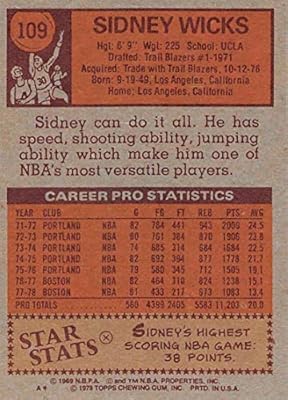 109
SIDNEY WICKS
Hgt: 6' 9" Wgt: 225 School: UCLA
Drafted: Trail Blazers #1-1971
Acquired: Trade with Trail Blazers, 10-12-76
Born: 9-19-49, Los Angeles, California
Home: Los Angeles, California
Sidney can do it all. He has
speed, shooting ability, jumping
ability which make him one of
NBA's most versatile players.
CAREER PRO STATISTICS
YEAR CLUB G FG FT REB PTS. AVG
71-72 PORTLAND NBA 82 784 441 943 2009 24.5
72-73 PORTLAND NBA 80 761 384 870 1906 23.8
73-74 PORTLAND NBA 75 685 314 684 1684 22.5
74-75 PORTLAND NBA 82 692 394 877 1778 21.7
75-76 PORTLAND NBA 79 580 345 712 1505 19.1
76-77 BOSTON NBA 82 464 310 824 1238 15.1
77-78 BOSTON NBA 81 433 217 673 1083 13.4
PRO TOTALS 11,203 20.0
STAR
STATS
SIDNEY'S HIGHEST
SCORING NBA GAME:
38 POINTS.
© 1969 N.B.P.A. © and ™ N.B.A. PROPERTIES, INC.
A * © 1978 TOPPS CHEWING GUM, INC. PRTD. IN U.S.A.